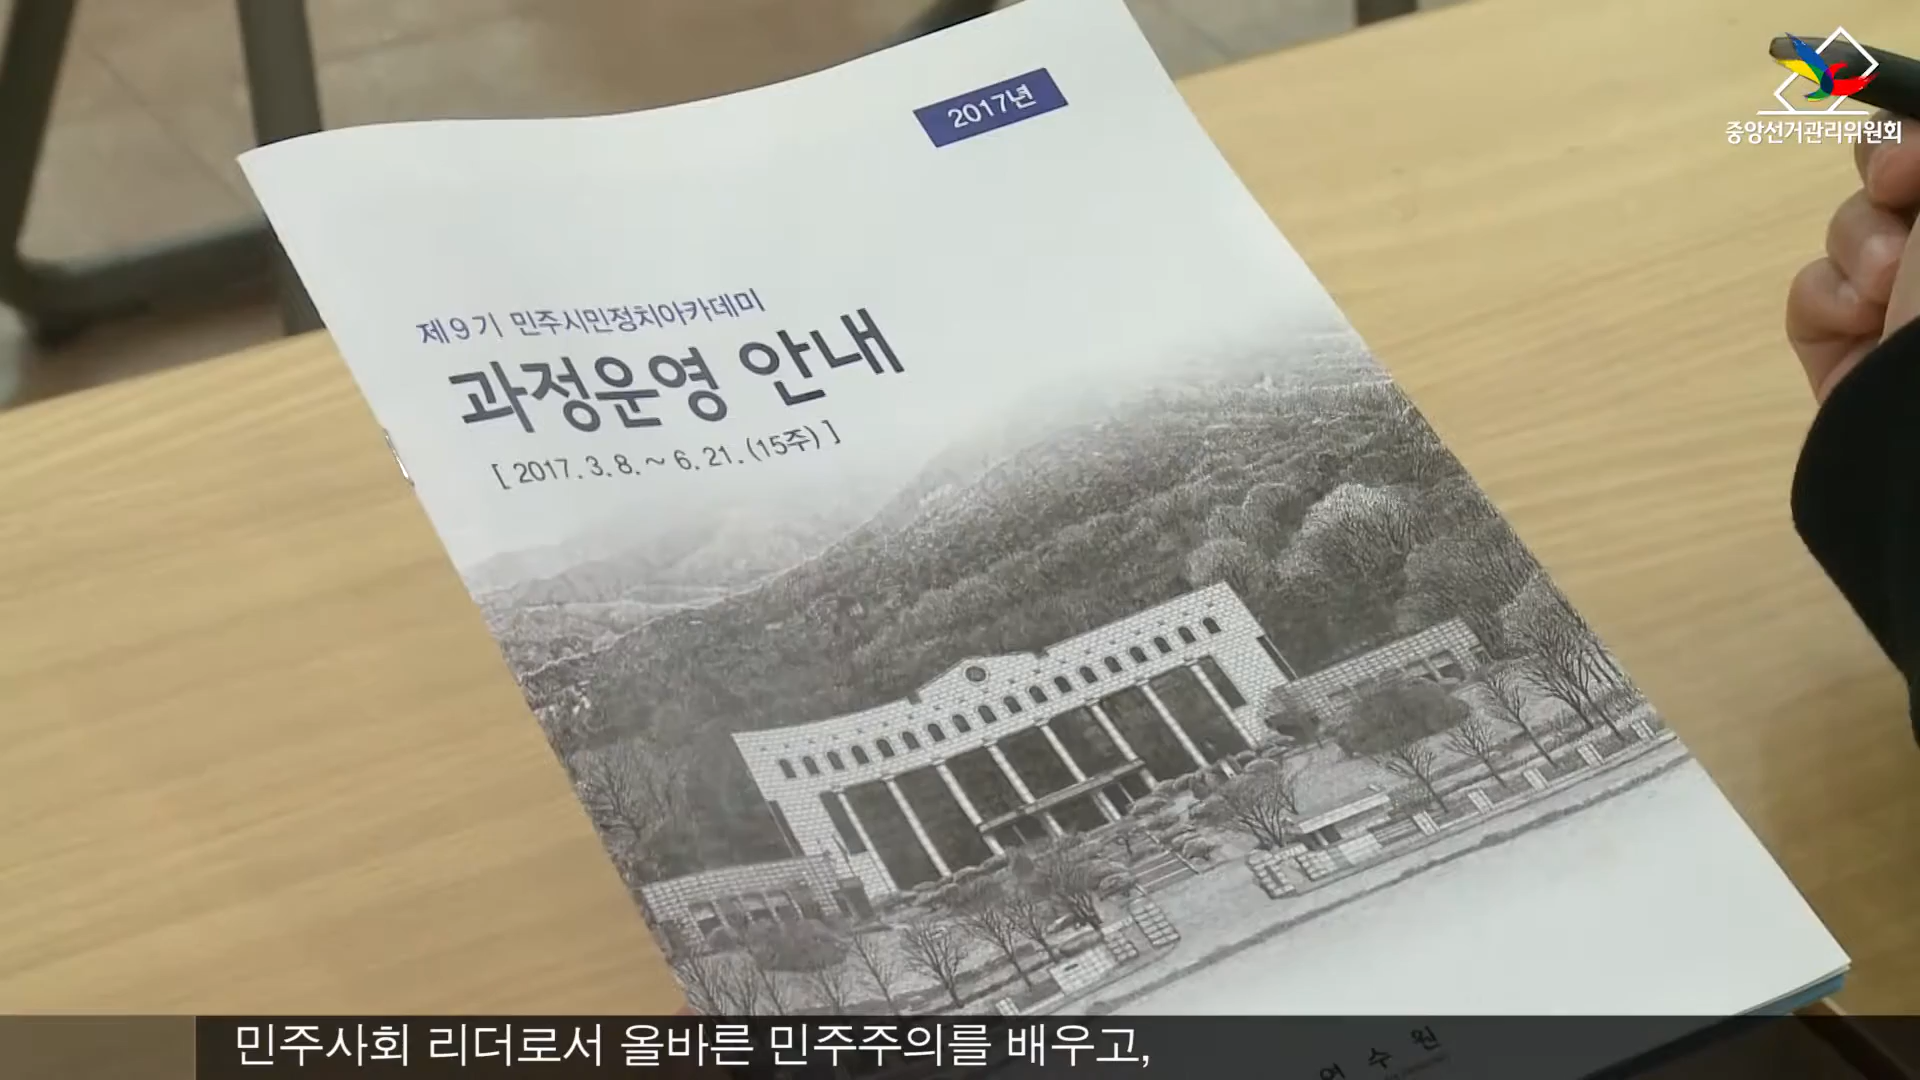 중앙선거관리위원회
2017년
제9기 민주시민정치아카데미
과정운영 안내
[ 2017. 3. 8. ~ 6. 21. (15주) ]
민주사회 리더로서 올바른 민주주의를 배우고,
수 원